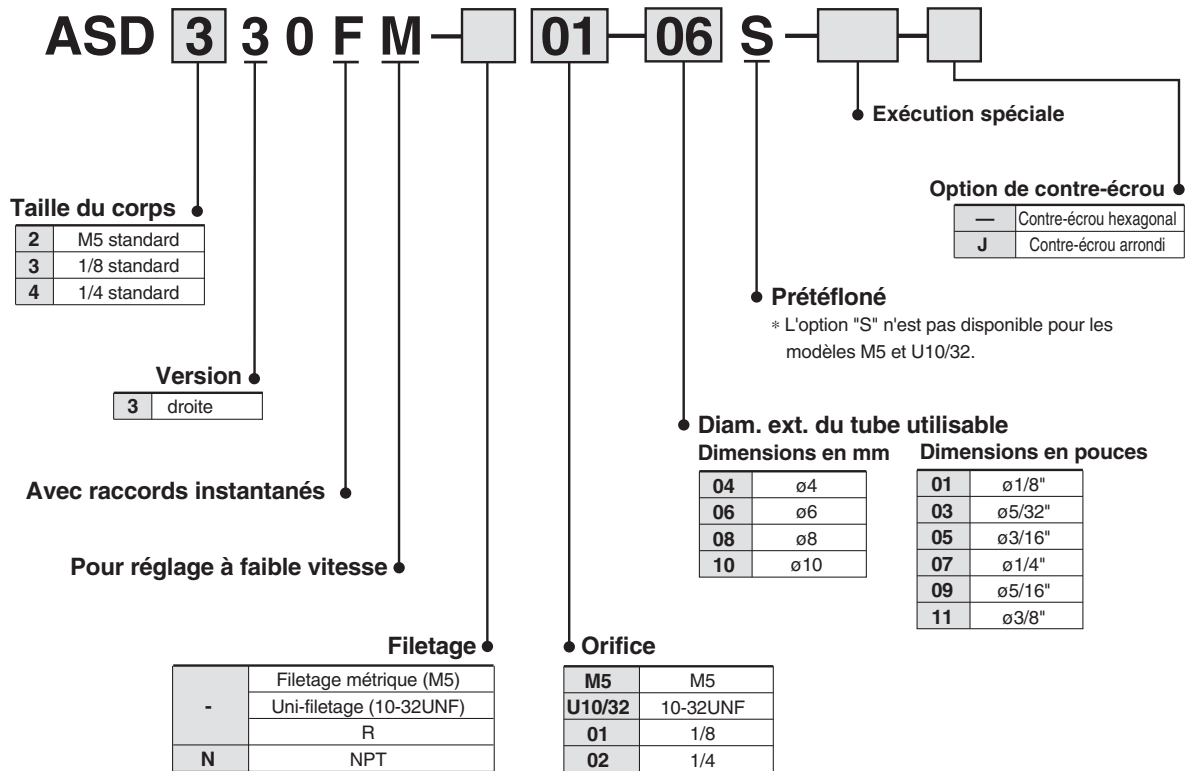 ASD 3 3 0 F M - 01 - 06 S - -
Exécution spéciale
Option de contre-écrou
— Contre-écrou hexagonal
J Contre-écrou arrondi
Taille du corps
2 M5 standard
3 1/8 standard
4 1/4 standard
Prétéfloné
* L'option "S" n'est pas disponible pour les
modèles M5 et U10/32.
Version
3 droite
Diam. ext. du tube utilisable
Dimensions en mm
04 ø4
06 ø6
08 ø8
10 ø10
Dimensions en pouces
01 ø1/8"
03 ø5/32"
05 ø3/16"
07 ø1/4"
09 ø5/16"
11 ø3/8"
Avec raccords instantanés
Pour réglage à faible vitesse
Filetage
Filetage métrique (M5)
- Uni-filetage (10-32UNF)
R
N NPT
Orifice
M5 M5
U10/32 10-32UNF
01 1/8
02 1/4